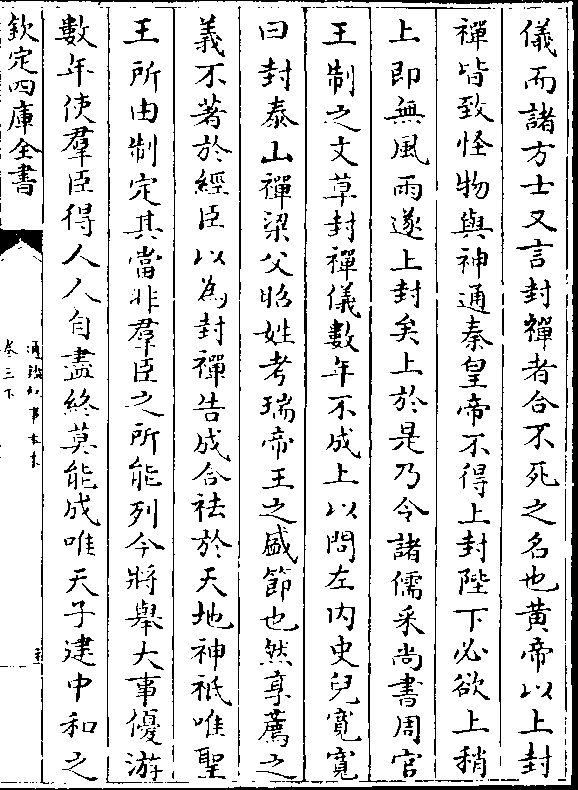 儀而諸方士又言封禪者合不死之名也黄帝以上封
禪皆致怪物與神通秦皇帝不得上封陛下必欲上稍
上即無風雨遂上封矣上於是乃令諸儒采尚書周官
王制之文草封禪儀數年不成上以問左内史兒寛寛
曰封泰山禪梁父昭姓考瑞帝王之盛節也然享薦之
義不著於經臣以為封禪告成合祛於天地神祇唯聖
王所由制定其當非羣臣之所能列今將舉大事優游
數年使羣臣得人人自盡終莫能成唯天子建中和之
欽定四庫全書
通鑑紀事本末
卷三下